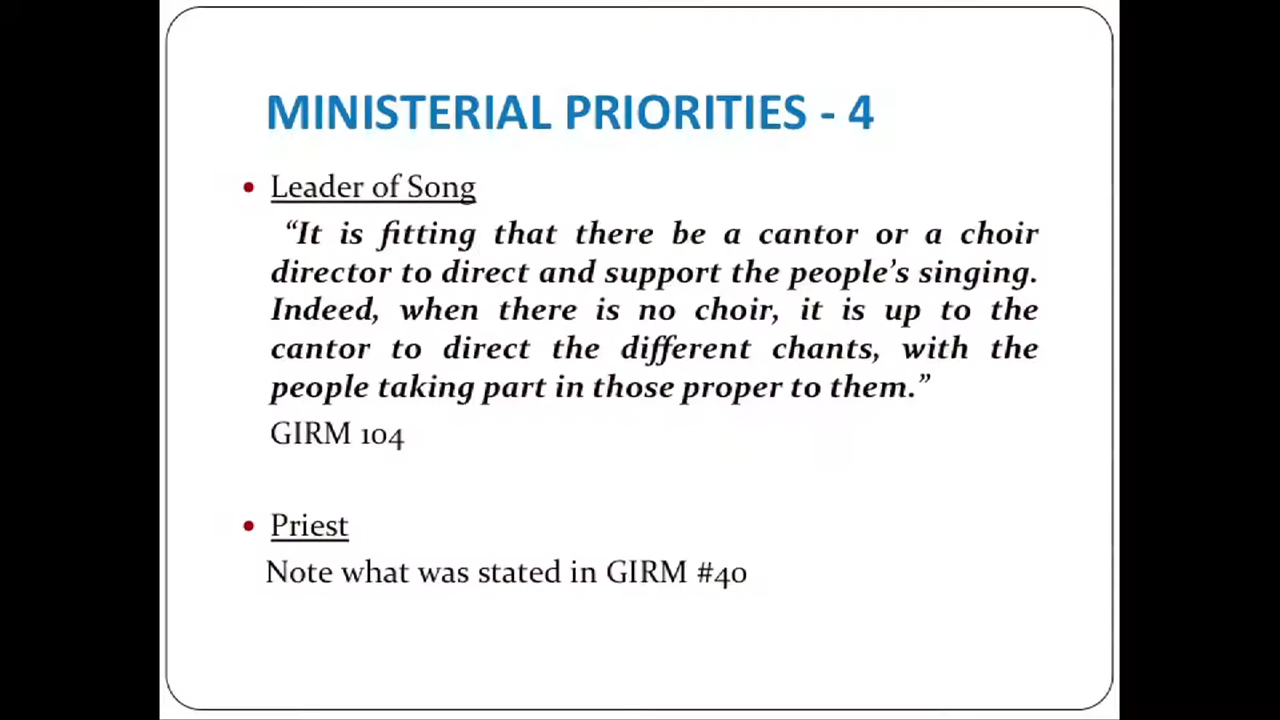 MINISTERIAL PRIORITIES - 4
• Leader of Song
“It is fitting that there be a cantor or a choir
director to direct and support the people’s singing.
Indeed, when there is no choir, it is up to the
cantor to direct the different chants, with the
people taking part in those proper to them.”
GIRM 104
• Priest
Note what was stated in GIRM #40